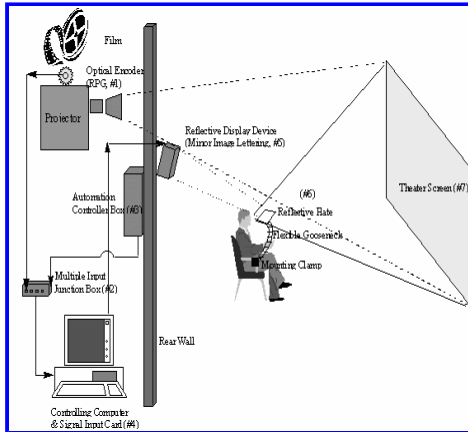 Film
Optical Encoder
(RPG, #1)
Projector
Reflective Display Device
(Mirror Image Lettering, #5)
Automation
Controller Box (#3)
(#6)
Reflective Plate
Flexible Gooseneck
Mounting Clamp
Theater Screen (#7)
Multiple Input
Junction Box (#2)
Rear Wall
Controlling Computer
& Signal Input Card (#4)